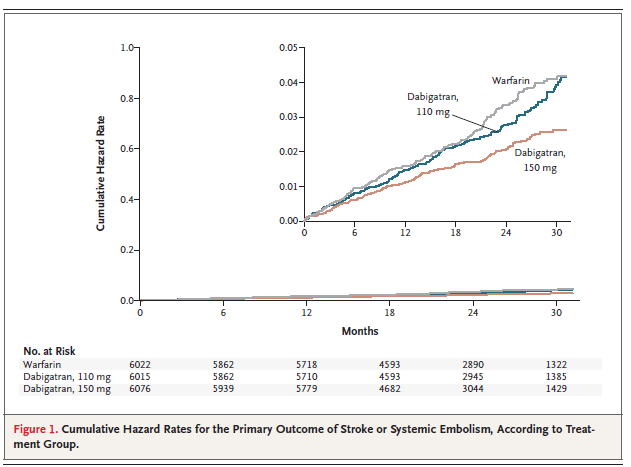 Cumulative Hazard Rate
1.0
0.8
0.6
0.4
0.2
0.0
0 6 12 18 24 30
Months
0.05
0.04
0.03
0.02
0.01
0.00
0 6 12 18 24 30
Warfarin
Dabigatran,
110 mg
Dabigatran,
150 mg
No. at Risk
Warfarin 6022 5862 5718 4593 2890 1322
Dabigatran, 110 mg 6015 5862 5710 4593 2945 1385
Dabigatran, 150 mg 6076 5939 5779 4682 3044 1429
Figure 1. Cumulative Hazard Rates for the Primary Outcome of Stroke or Systemic Embolism, According to Treat-
ment Group.